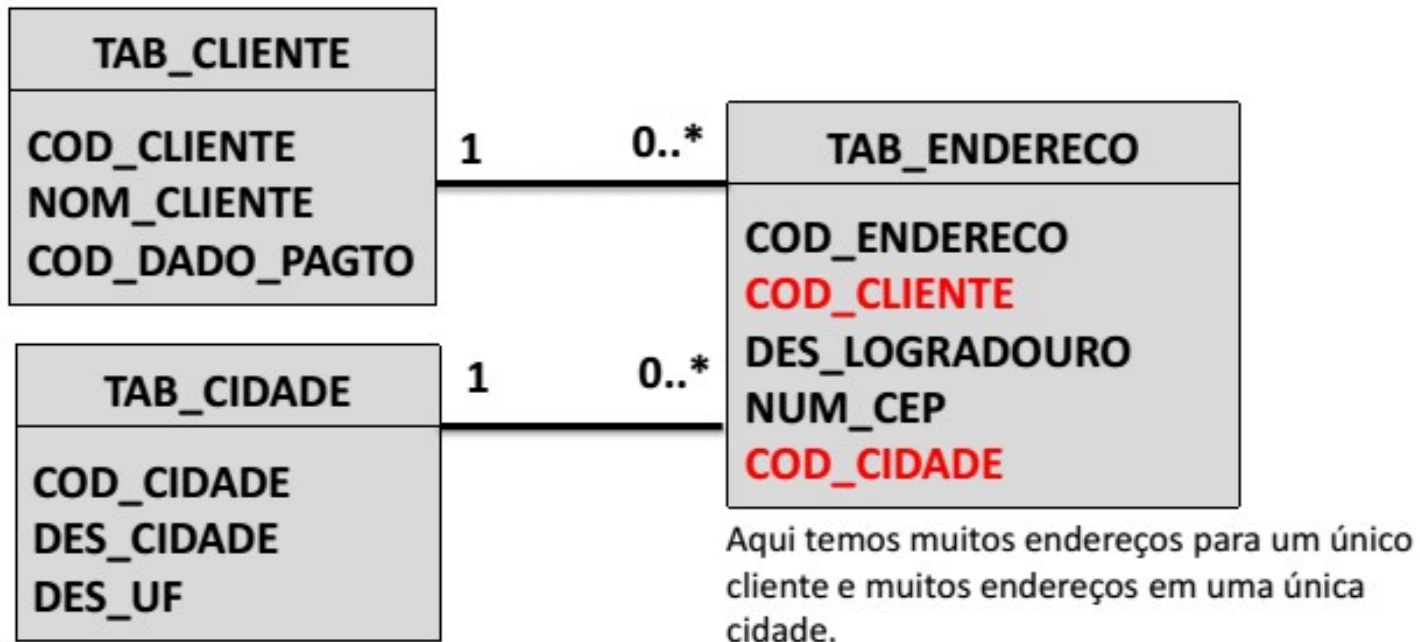 TAB_CLIENTE
COD_CLIENTE
NOM_CLIENTE
COD_DADO_PAGTO
1
0..*
TAB_ENDERECO
COD_ENDERECO
COD_CLIENTE
DES_LOGRADOURO
NUM_CEP
COD_CIDADE
TAB_CIDADE
COD_CIDADE
DES_CIDADE
DES_UF
1
0..*
Aqui temos muitos endereços para um único
cliente e muitos endereços em uma única
cidade.